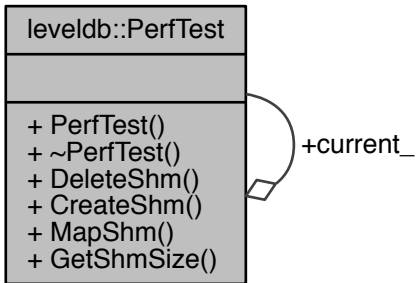 leveldb::PerfTest
+ PerfTest()
+ ~PerfTest()
+ DeleteShm()
+ CreateShm()
+ MapShm()
+ GetShmSize()
+current_